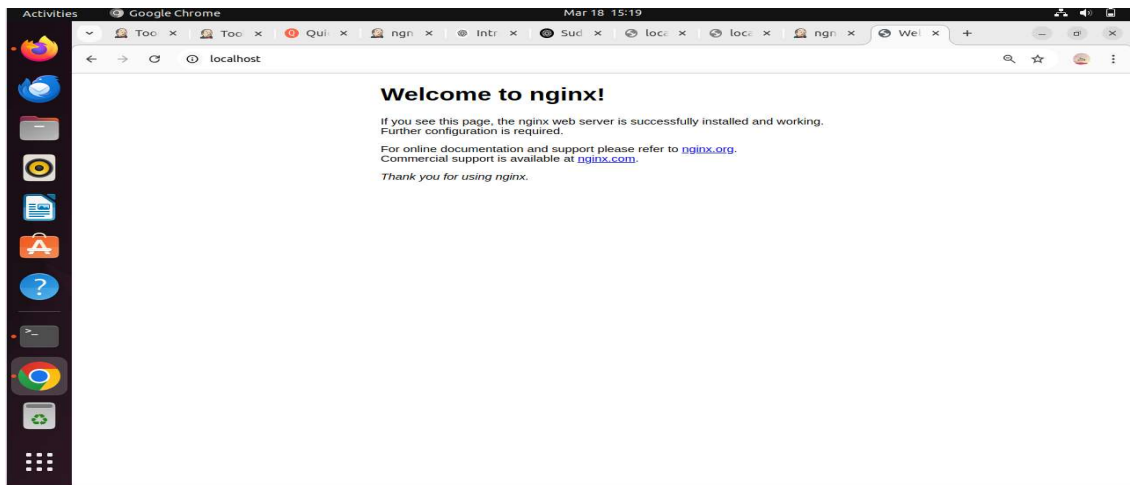 Activities
Google Chrome
Mar 18 15:19
Too
Too
Qui
ngn
Intr
Sud
loca
loca
ngn
Wel
localhost
Welcome to nginx!
If you see this page, the nginx web server is successfully installed and working.
Further configuration is required.
For online documentation and support please refer to nginx.org.
Commercial support is available at nginx.com.
Thank you for using nginx.